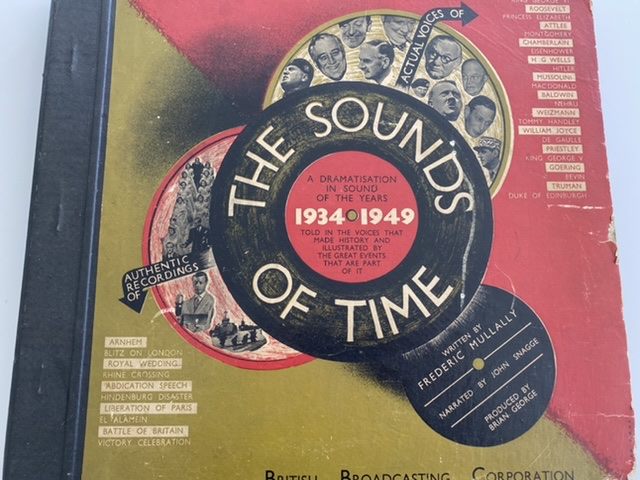 KING GEORGE VI
ROOSEVELT
PRINCESS ELIZABETH
ATTLEE
MONTGOMERY
CHAMBERLAIN
EISENHOWER
H G WELLS
HITLER
MUSSOLINI
MACDONALD
BALDWIN
NEHRU
WEIZMANN
TOMMY HANDLEY
WILLIAM JOYCE
DE GAULLE
PRIESTLEY
KING GEORGE V
GOERING
BEVIN
TRUMAN
DUKE OF EDINBURGH
ACTUAL VOICES OF
THE SOUNDS
OF TIME
A DRAMATISATION
IN SOUND
OF THE YEARS
1934 • 1949
TOLD IN THE VOICES THAT
MADE HISTORY AND
ILLUSTRATED BY
THE GREAT EVENTS
THAT ARE PART
OF IT
AUTHENTIC
RECORDINGS
OF
ARNHEM
BLITZ ON LONDON
ROYAL WEDDING
RHINE CROSSING
ABDICATION SPEECH
HINDENBURG DISASTER
LIBERATION OF PARIS
EL ALAMEIN
BATTLE OF BRITAIN
VICTORY CELEBRATION
WRITTEN BY
FREDERIC MULLALLY
NARRATED BY JOHN SNAGGE
PRODUCED BY
BRIAN GEORGE
BRITISH BROADCASTING CORPORATION